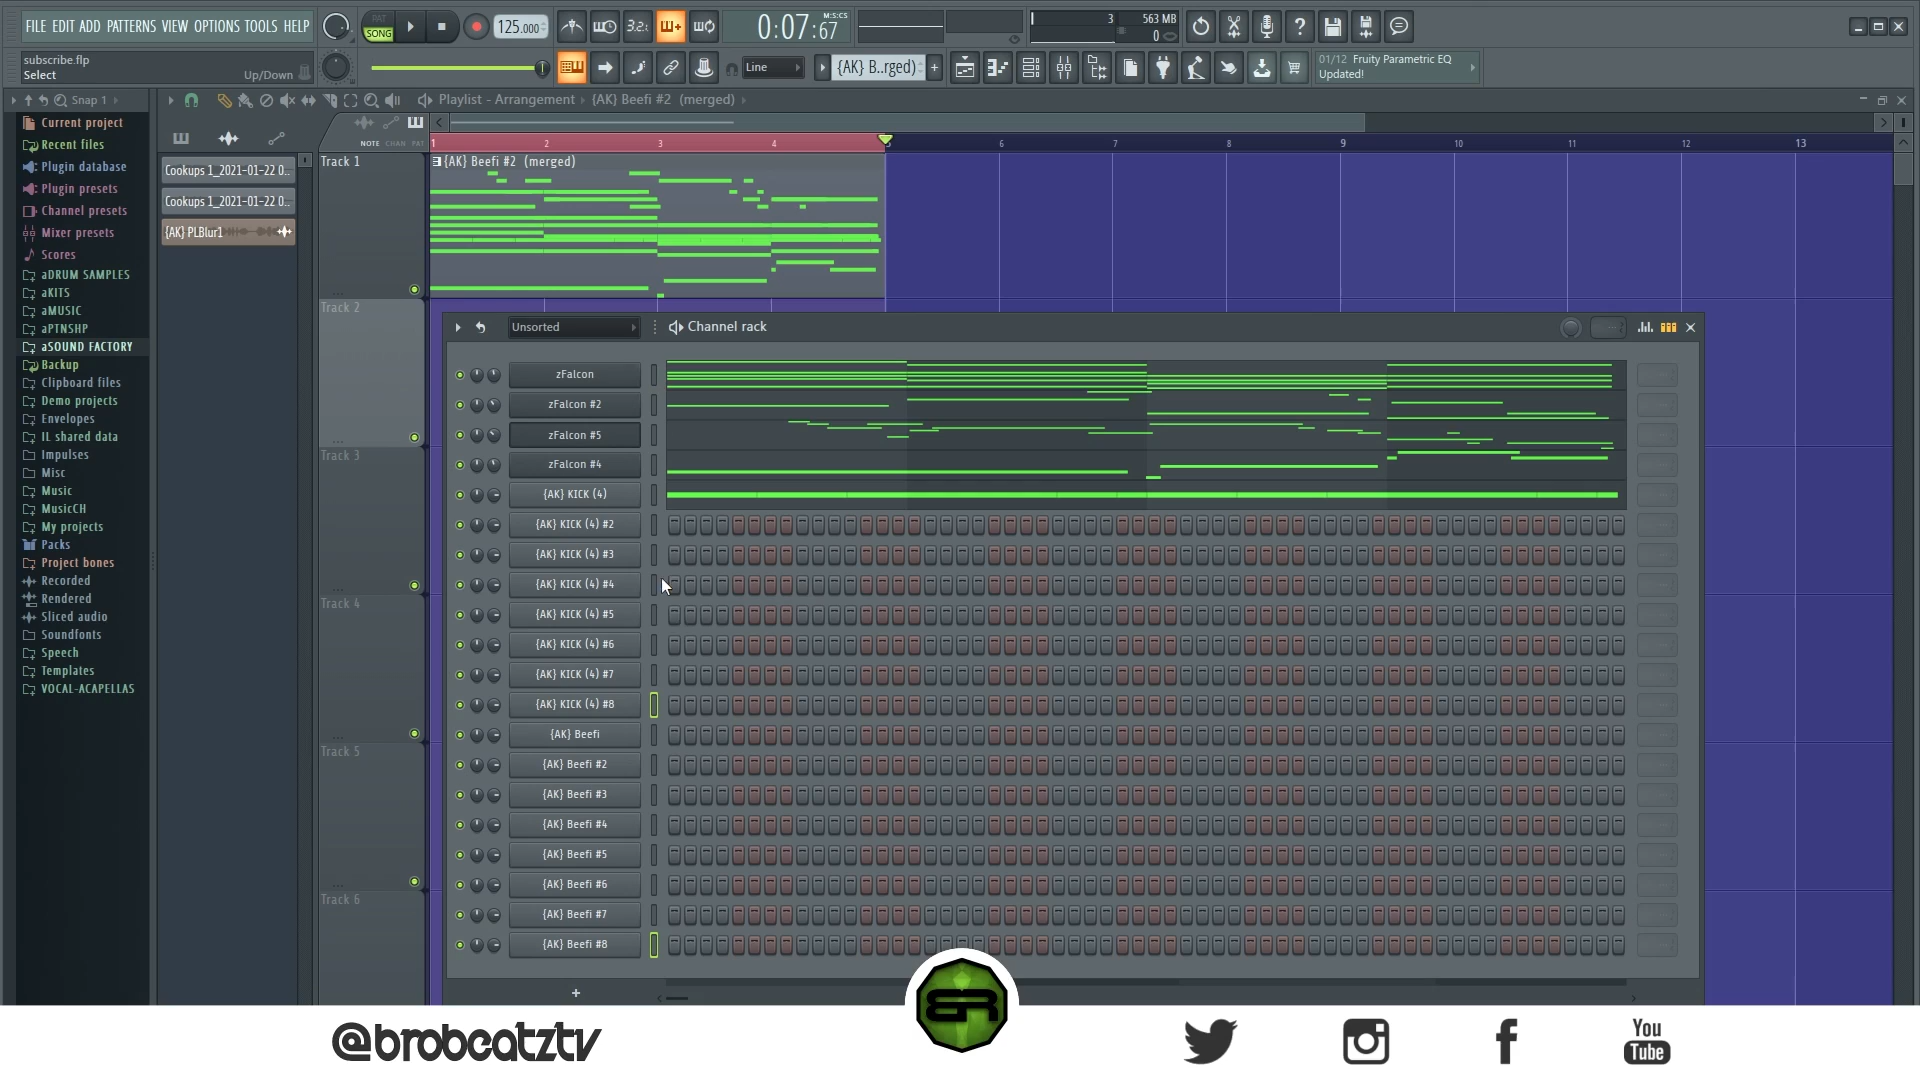 FILE EDIT ADD PATTERNS VIEW OPTIONS TOOLS HELP
PAT
SONG
125.000
3.2:
0:07:67
M:S:CS
3
563 MB
0
subscribe.flp
Select
Up/Down
Line
{AK} B..rged)
01/12 Fruity Parametric EQ
Updated!
Snap 1
Playlist - Arrangement
{AK} Beefi #2 (merged)
NOTE CHAN PAT
1 2 3 4 5 6 7 8 9 10 11 12 13
Current project
Recent files
Plugin database
Plugin presets
Channel presets
Mixer presets
Scores
aDRUM SAMPLES
aKITS
aMUSIC
aPTNSHP
aSOUND FACTORY
Backup
Clipboard files
Demo projects
Envelopes
IL shared data
Impulses
Misc
Music
MusicCH
My projects
Packs
Project bones
Recorded
Rendered
Sliced audio
Soundfonts
Speech
Templates
VOCAL-ACAPELLAS
Cookups 1_2021-01-22 0..
Cookups 1_2021-01-22 0..
{AK} PLBlur1
Track 1
{AK} Beefi #2 (merged)
Track 2
Track 3
Track 4
Track 5
Track 6
Unsorted
Channel rack
zFalcon
zFalcon #2
zFalcon #5
zFalcon #4
{AK} KICK (4)
{AK} KICK (4) #2
{AK} KICK (4) #3
{AK} KICK (4) #4
{AK} KICK (4) #5
{AK} KICK (4) #6
{AK} KICK (4) #7
{AK} KICK (4) #8
{AK} Beefi
{AK} Beefi #2
{AK} Beefi #3
{AK} Beefi #4
{AK} Beefi #5
{AK} Beefi #6
{AK} Beefi #7
{AK} Beefi #8
+
BR
@brobeatztv
You
Tube